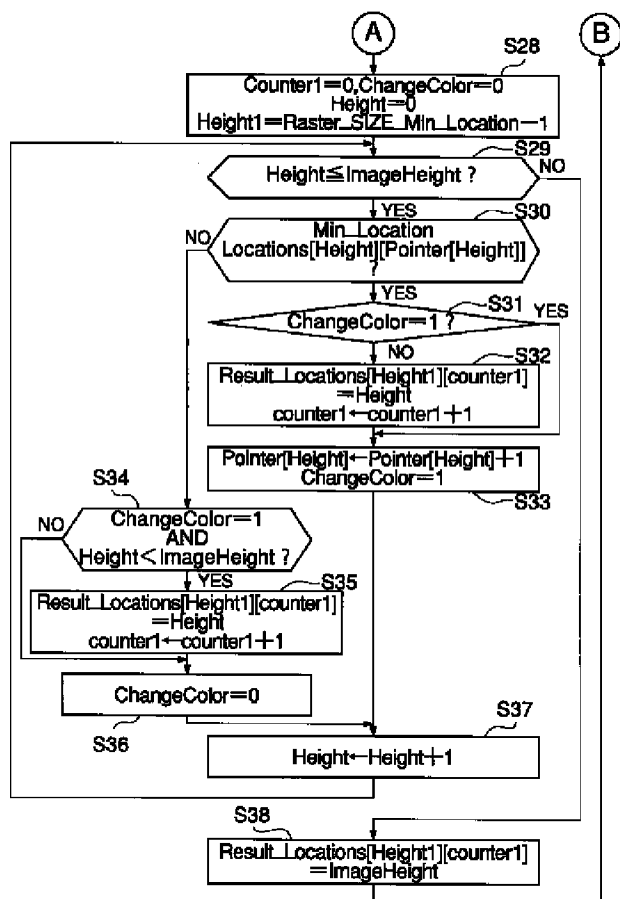 A
B
S28
Counter1=0,ChangeColor=0
Height=0
Height1=Raster_SIZE_Min_Location-1
S29
Height≦ImageHeight ?
NO
YES
S30
Min_Location
Locations[Height][Pointer[Height]]
?
NO
YES
S31
ChangeColor=1 ?
YES
NO
S32
Result_Locations[Height1][counter1]
=Height
counter1←counter1+1
Pointer[Height]←Pointer[Height]+1
ChangeColor=1
S33
S34
ChangeColor=1
AND
Height<ImageHeight ?
NO
YES
S35
Result_Locations[Height1][counter1]
=Height
counter1←counter1+1
ChangeColor=0
S36
S37
Height←Height+1
S38
Result_Locations[Height1][counter1]
=ImageHeight